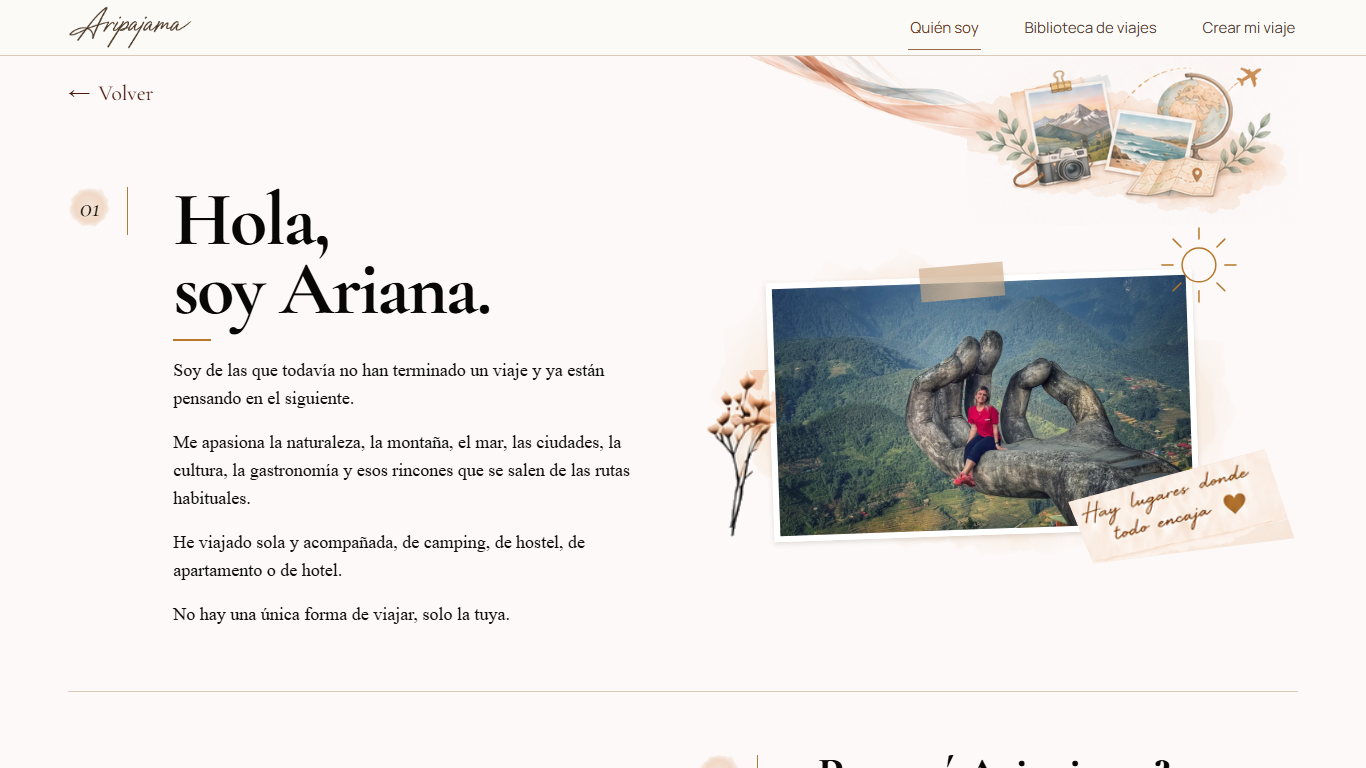 Aripajama
Quién soy
Biblioteca de viajes
Crear mi viaje
← Volver
01
Hola,
soy Ariana.
Soy de las que todavía no han terminado un viaje y ya están
pensando en el siguiente.
Me apasiona la naturaleza, la montaña, el mar, las ciudades, la
cultura, la gastronomía y esos rincones que se salen de las rutas
habituales.
He viajado sola y acompañada, de camping, de hostel, de
apartamento o de hotel.
No hay una única forma de viajar, solo la tuya.
Hay lugares donde
todo encaja